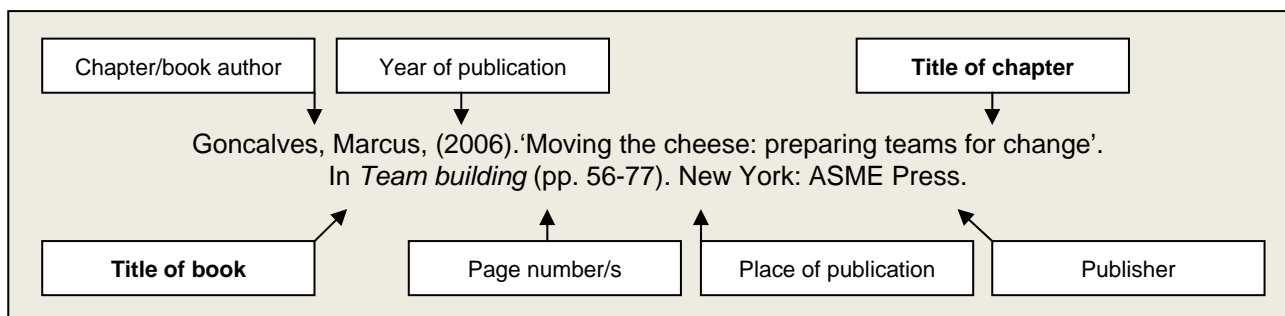 Chapter/book author
Year of publication
Title of chapter
Goncalves, Marcus, (2006).‘Moving the cheese: preparing teams for change’.
In Team building (pp. 56-77). New York: ASME Press.
Title of book
Page number/s
Place of publication
Publisher